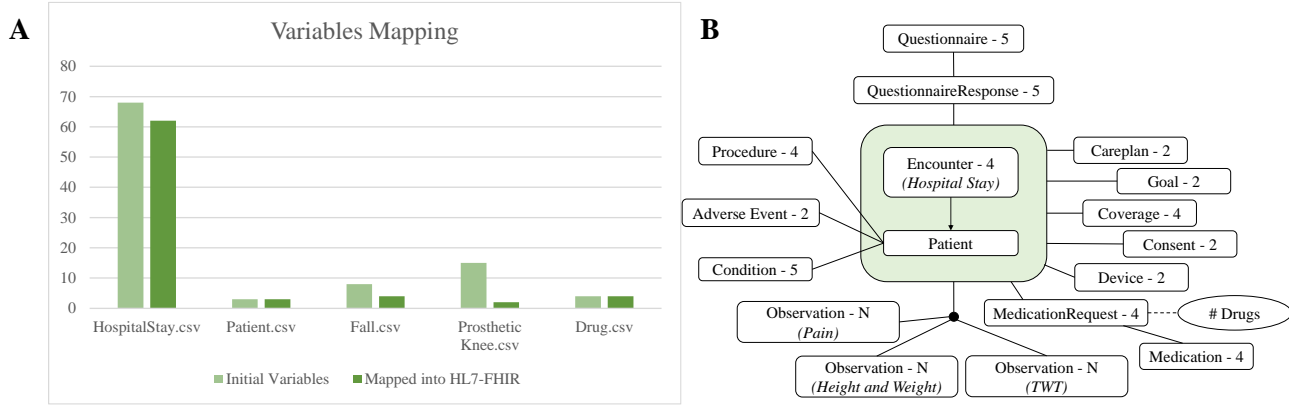 A
Variables Mapping
80
70
60
50
40
30
20
10
0
HospitalStay.csv
Patient.csv
Fall.csv
Prosthetic
Knee.csv
Drug.csv
Initial Variables
Mapped into HL7-FHIR
B
Questionnaire - 5
QuestionnaireResponse - 5
Procedure - 4
Adverse Event - 2
Condition - 5
Encounter - 4
(Hospital Stay)
Patient
Careplan - 2
Goal - 2
Coverage - 4
Consent - 2
Device - 2
MedicationRequest - 4
# Drugs
Medication - 4
Observation - N
(Pain)
Observation - N
(Height and Weight)
Observation - N
(TWT)